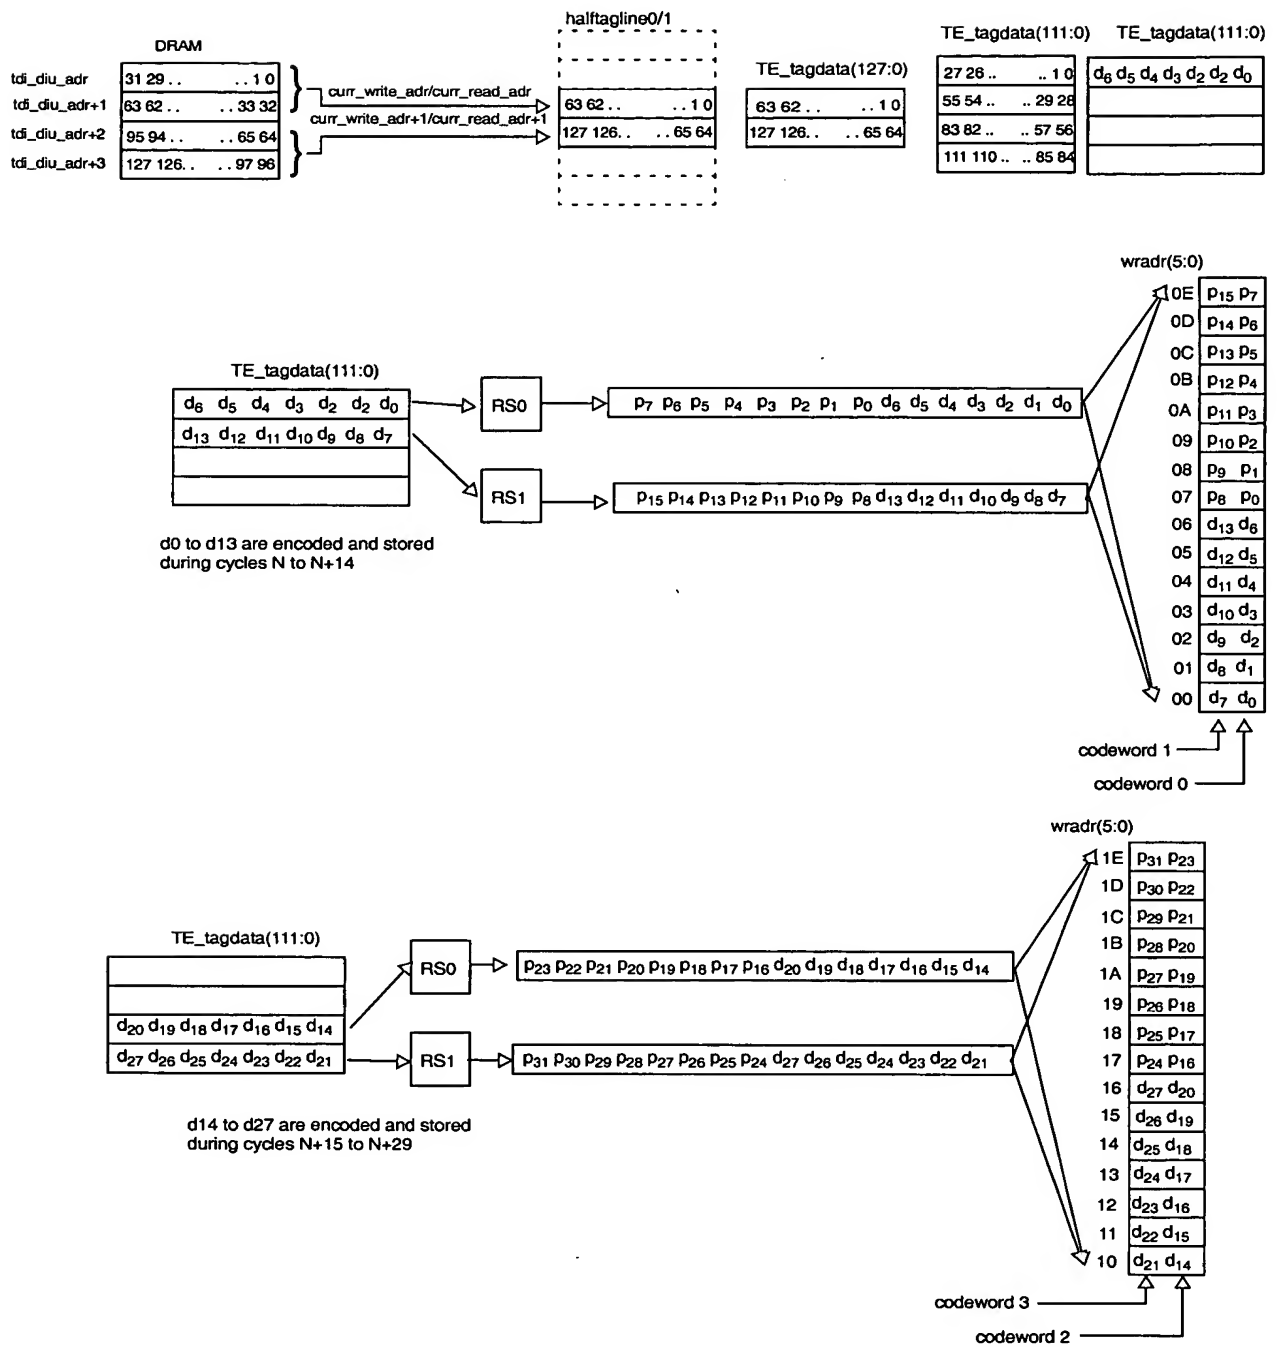 halftagline0/1
DRAM
TE_tagdata(111:0) TE_tagdata(111:0)
TE_tagdata(127:0)
tdi_diu_adr 31 29 . . . . 1 0
curr_write_adr/curr_read_adr
27 26 .. .. 1 0
d6 d5 d4 d3 d2 d2 d0
tdi_diu_adr+1 63 62 . . . . 33 32
63 62 . . . . 1 0
63 62 . . . . 1 0
55 54 .. .. 29 28
curr_write_adr+1/curr_read_adr+1
tdi_diu_adr+2 95 94 . . . . 65 64
127 126. . . . 65 64
127 126. . . . 65 64
83 82 .. .. 57 56
tdi_diu_adr+3 127 126. . . . 97 96
111 110 .. .. 85 84
wradr(5:0)
0E p15 p7
0D p14 p6
0C p13 p5
0B p12 p4
0A p11 p3
09 p10 p2
08 p9 p1
07 p8 p0
06 d13 d6
05 d12 d5
04 d11 d4
03 d10 d3
02 d9 d2
01 d8 d1
00 d7 d0
TE_tagdata(111:0)
d6 d5 d4 d3 d2 d2 d0
RS0
p7 p6 p5 p4 p3 p2 p1 p0 d6 d5 d4 d3 d2 d1 d0
d13 d12 d11 d10 d9 d8 d7
RS1
p15 p14 p13 p12 p11 p10 p9 p8 d13 d12 d11 d10 d9 d8 d7
d0 to d13 are encoded and stored
during cycles N to N+14
codeword 1
codeword 0
wradr(5:0)
1E p31 p23
1D p30 p22
1C p29 p21
1B p28 p20
1A p27 p19
19 p26 p18
18 p25 p17
17 p24 p16
16 d27 d20
15 d26 d19
14 d25 d18
13 d24 d17
12 d23 d16
11 d22 d15
10 d21 d14
TE_tagdata(111:0)
RS0
p23 p22 p21 p20 p19 p18 p17 p16 d20 d19 d18 d17 d16 d15 d14
d20 d19 d18 d17 d16 d15 d14
d27 d26 d25 d24 d23 d22 d21
RS1
p31 p30 p29 p28 p27 p26 p25 p24 d27 d26 d25 d24 d23 d22 d21
d14 to d27 are encoded and stored
during cycles N+15 to N+29
codeword 3
codeword 2